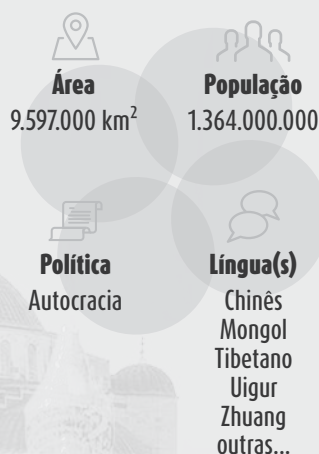 Área
9.597.000 km²
População
1.364.000.000
Política
Autocracia
Língua(s)
Chinês
Mongol
Tibetano
Uigur
Zhuang
outras...